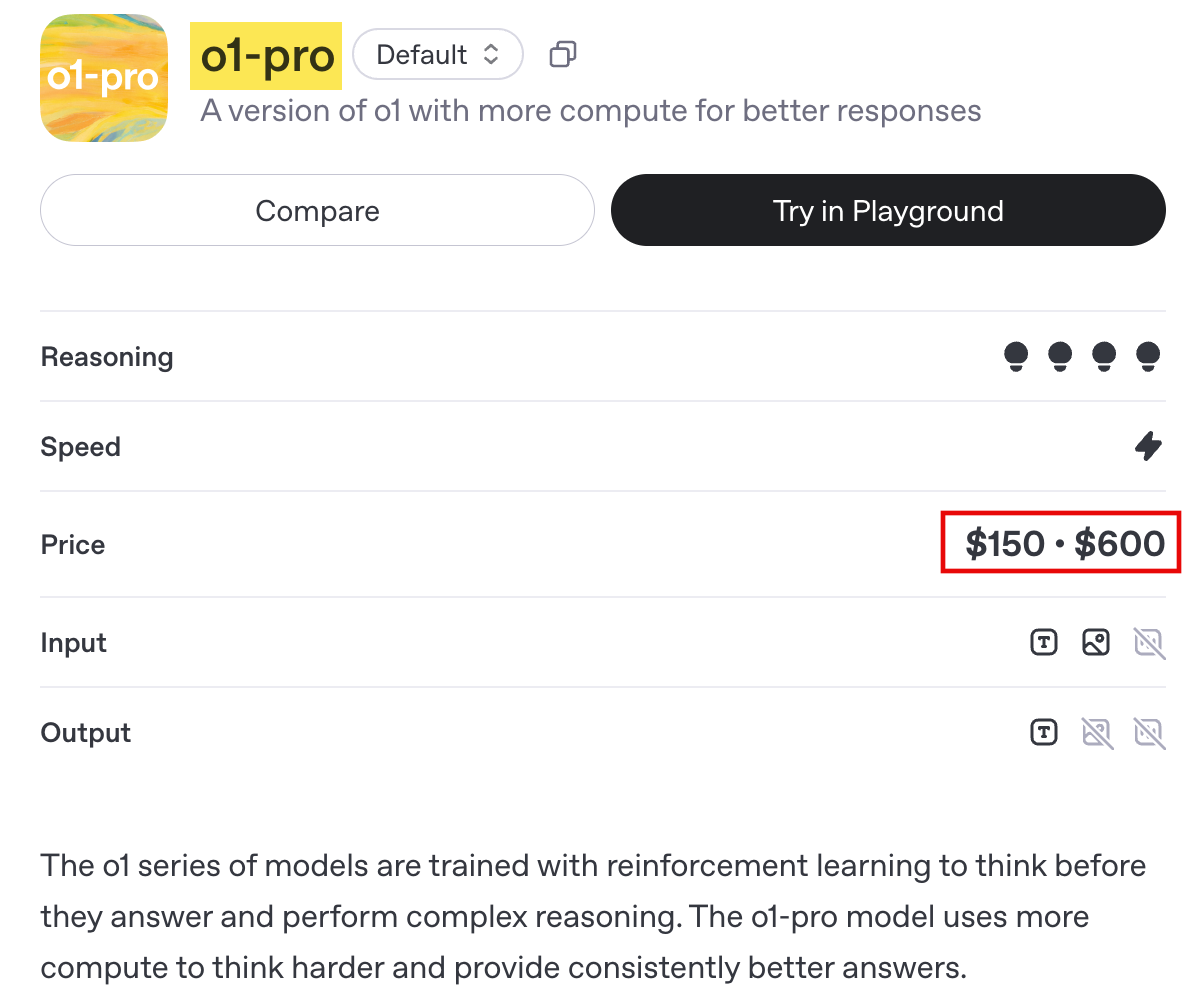 o1-pro
o1-pro Default
A version of o1 with more compute for better responses
Compare Try in Playground
Reasoning
Speed
Price $150 • $600
Input T
Output T
The o1 series of models are trained with reinforcement learning to think before
they answer and perform complex reasoning. The o1-pro model uses more
compute to think harder and provide consistently better answers.